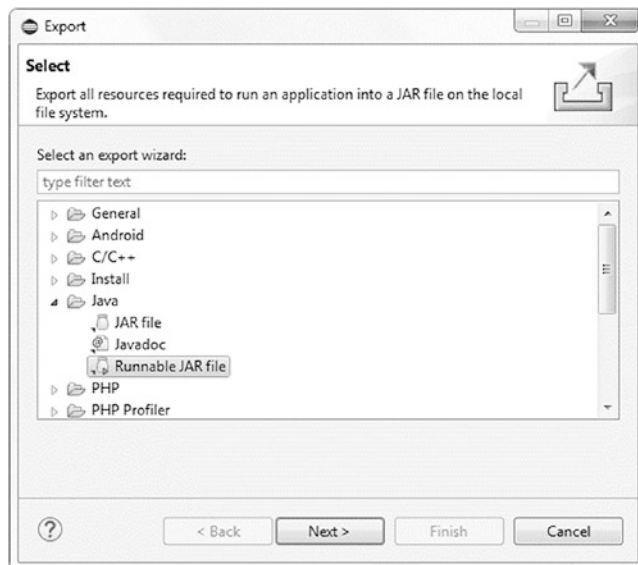 Export
Select
Export all resources required to run an application into a JAR file on the local
file system.
Select an export wizard:
type filter text
General
Android
C/C++
Install
Java
JAR file
Javadoc
Runnable JAR file
PHP
PHP Profiler
< Back
Next >
Finish
Cancel